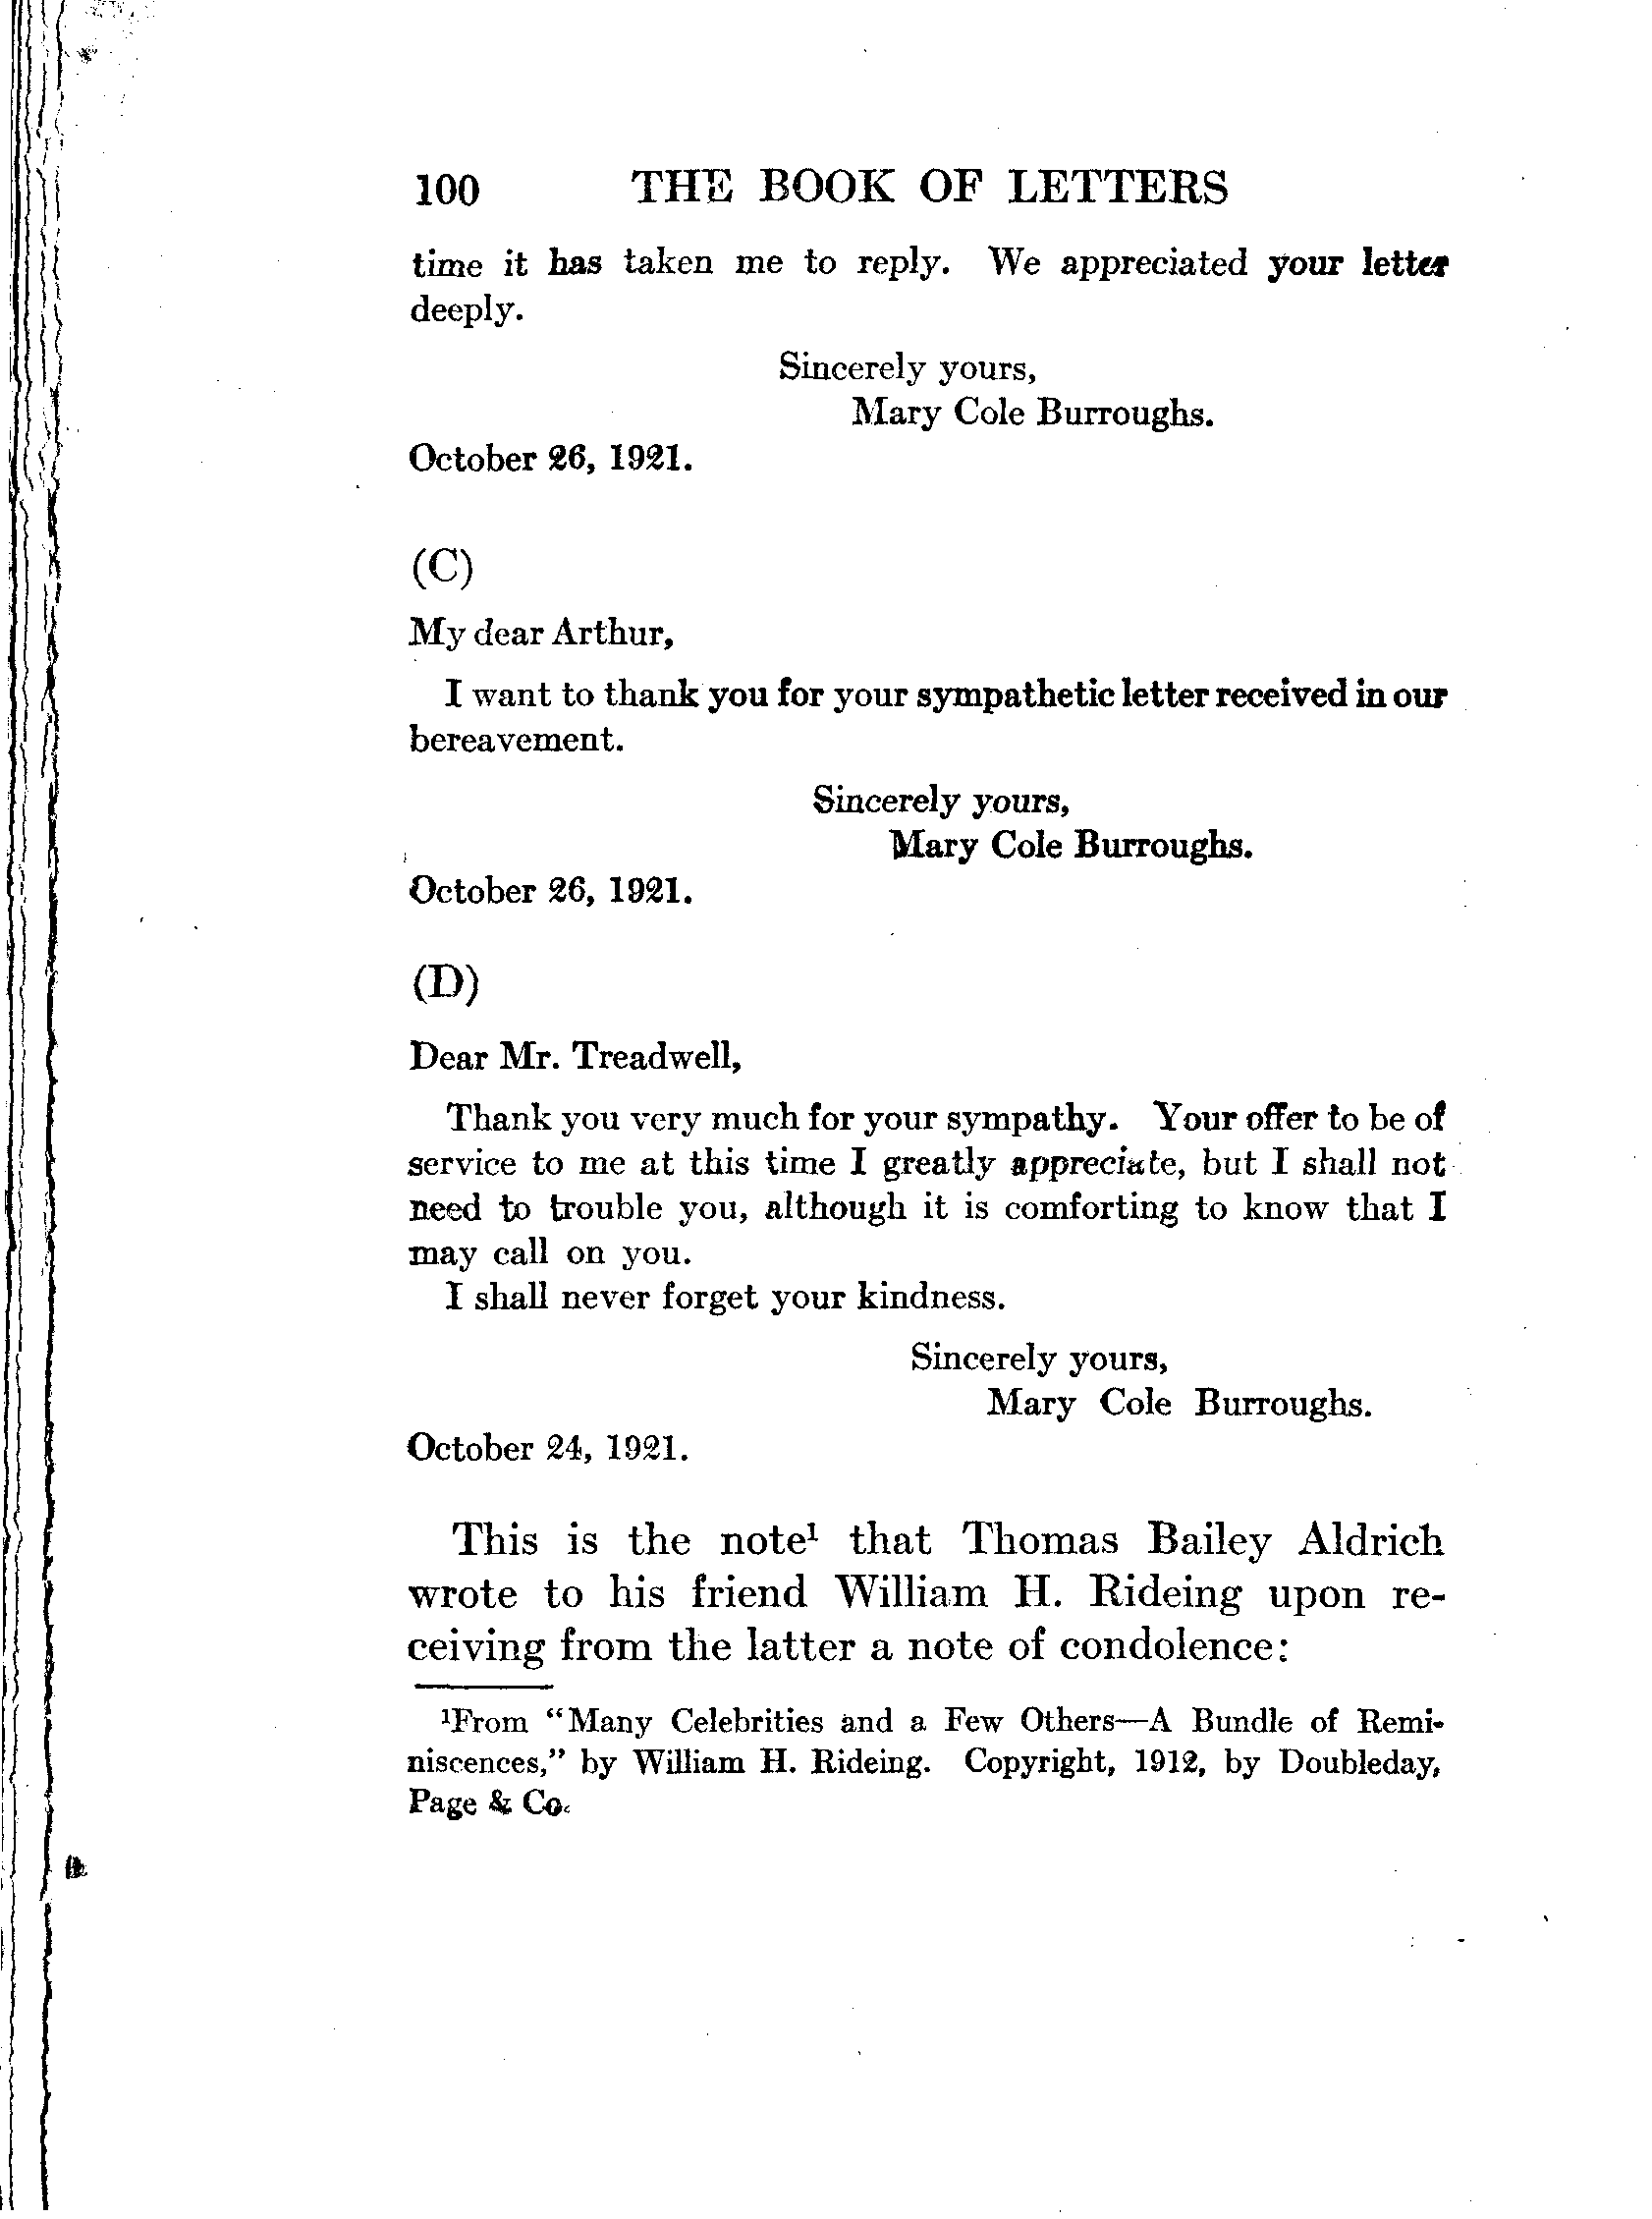 100 THE BOOK OF LETTERS
time it has taken me to reply. We appreciated your letter
deeply.
Sincerely yours,
Mary Cole Burroughs.
October 26, 1921.
(C)
My dear Arthur,
I want to thank you for your sympathetic letter received in our
bereavement.
Sincerely yours,
Mary Cole Burroughs.
October 26, 1921.
(D)
Dear Mr. Treadwell,
Thank you very much for your sympathy. Your offer to be of
service to me at this time I greatly appreciate, but I shall not
need to trouble you, although it is comforting to know that I
may call on you.
I shall never forget your kindness.
Sincerely yours,
Mary Cole Burroughs.
October 24, 1921.
This is the note¹ that Thomas Bailey Aldrich
wrote to his friend William H. Rideing upon re-
ceiving from the latter a note of condolence:
¹From “Many Celebrities and a Few Others—A Bundle of Remi-
niscences,” by William H. Rideing. Copyright, 1912, by Doubleday,
Page & Co.